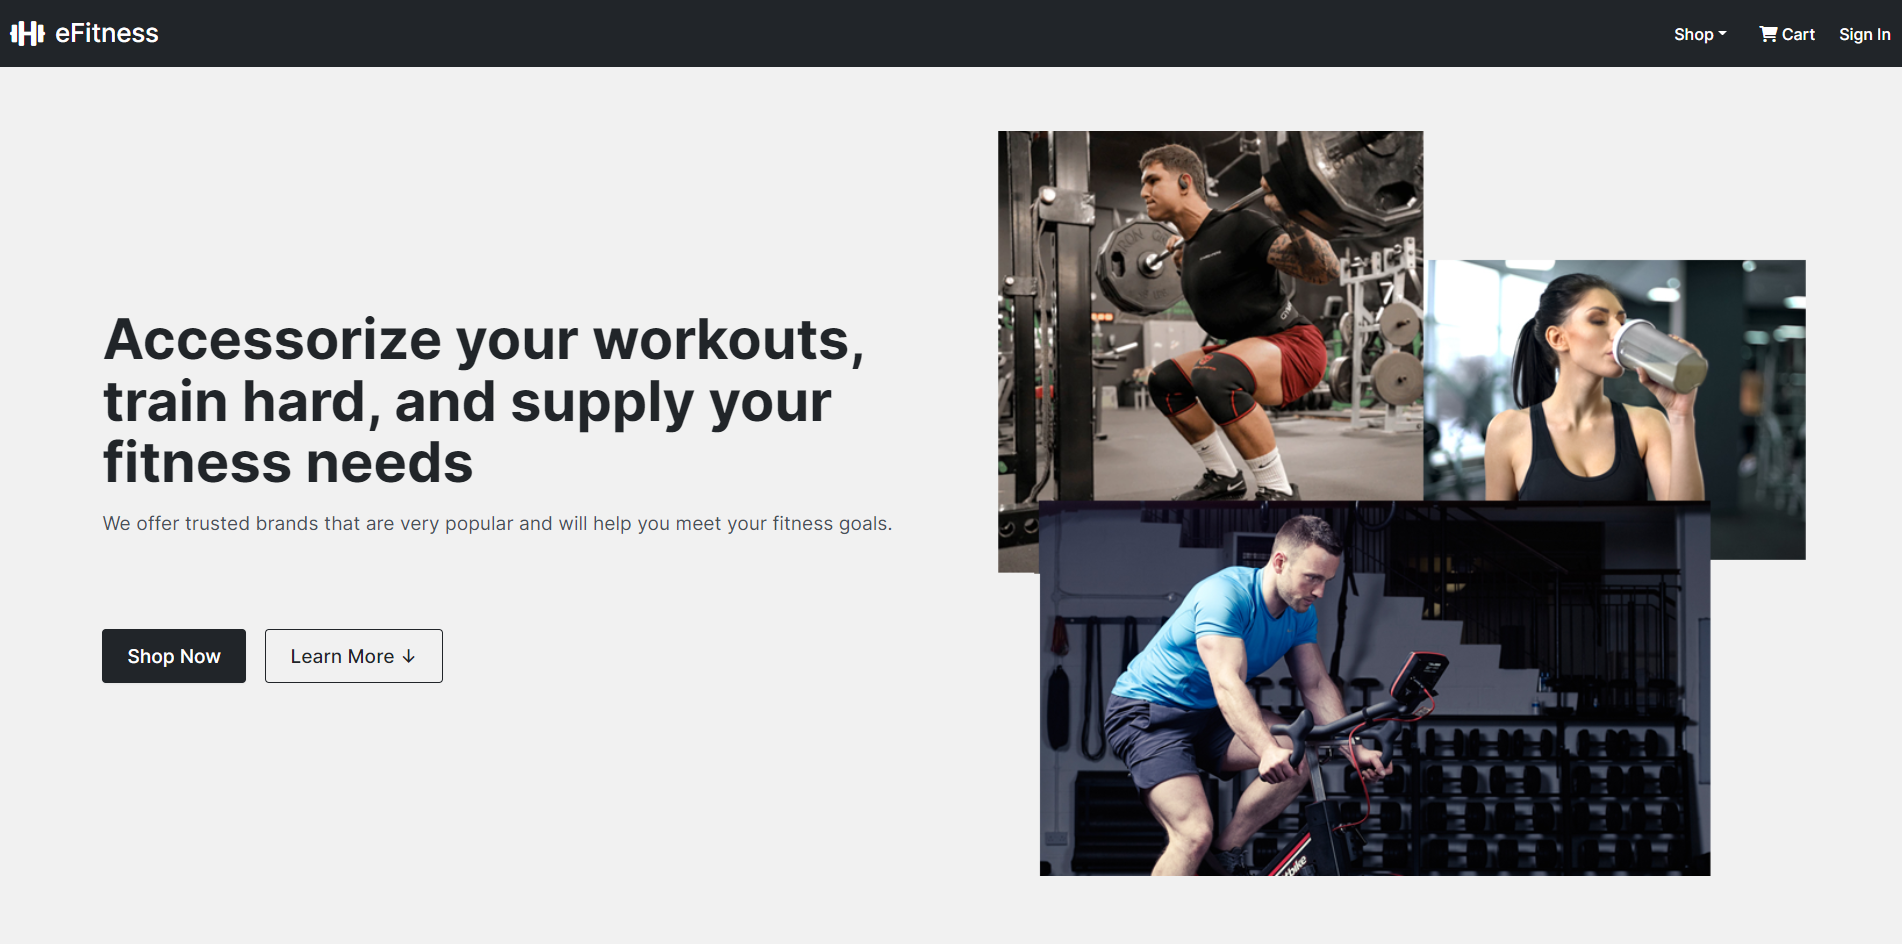 eFitness
Shop
Cart
Sign In
Accessorize your workouts,
train hard, and supply your
fitness needs
We offer trusted brands that are very popular and will help you meet your fitness goals.
Shop Now
Learn More ↓